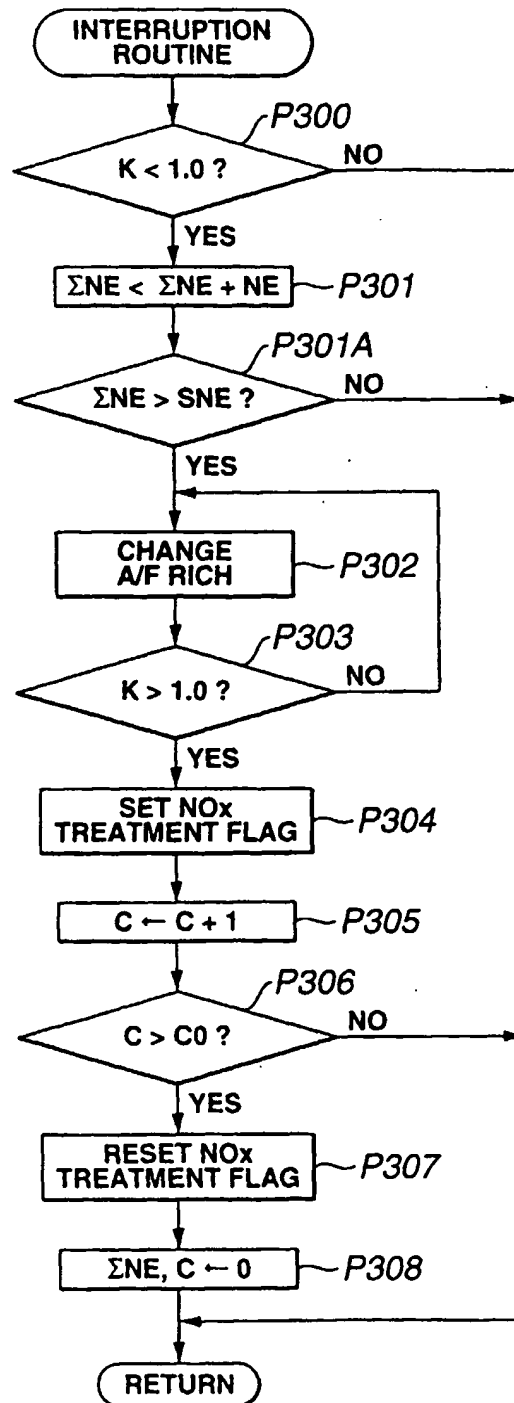 INTERRUPTION
ROUTINE
P300
K < 1.0 ?
NO
YES
ΣNE < ΣNE + NE
P301
P301A
ΣNE > SNE ?
NO
YES
CHANGE
A/F RICH
P302
P303
K > 1.0 ?
NO
YES
SET NOx
TREATMENT FLAG
P304
C ← C + 1
P305
P306
C > C0 ?
NO
YES
RESET NOx
TREATMENT FLAG
P307
ΣNE, C ← 0
P308
RETURN